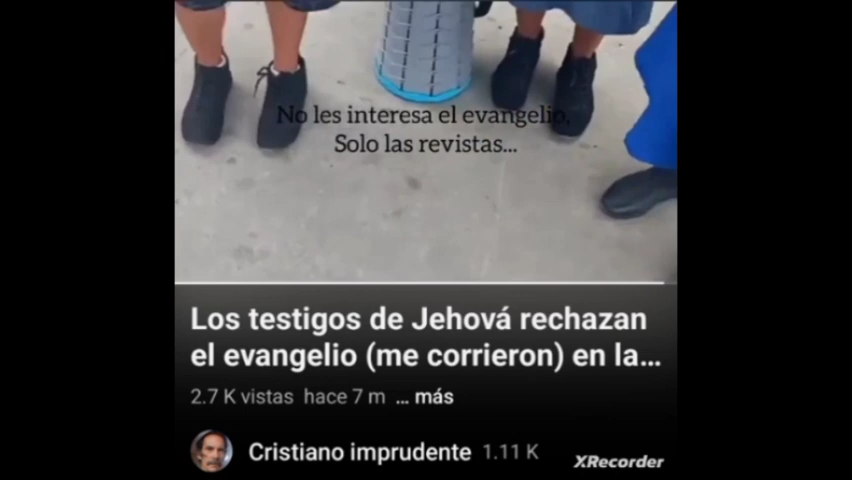 No les interesa el evangelio,
Solo las revistas...
Los testigos de Jehová rechazan
el evangelio (me corrieron) en la...
2.7 K vistas hace 7 m ... más
Cristiano imprudente 1.11 K
XRecorder